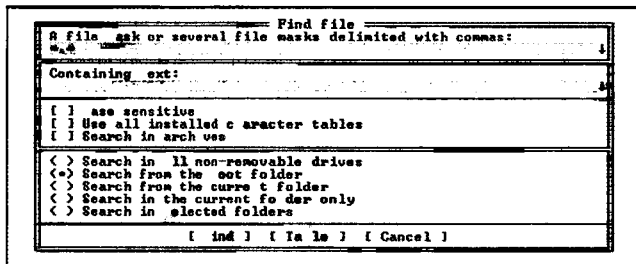 Find file
A file ask or several file masks delimited with commas:
*.*
Containing ext:
[ ] ase sensitive
[ ] Use all installed c aracter tables
[ ] Search in arch ves
( ) Search in ll non-removable drives
(•) Search from the oot folder
( ) Search from the curre t folder
( ) Search in the current fo der only
( ) Search in elected folders
[ ind ] [ Ta le ] [ Cancel ]